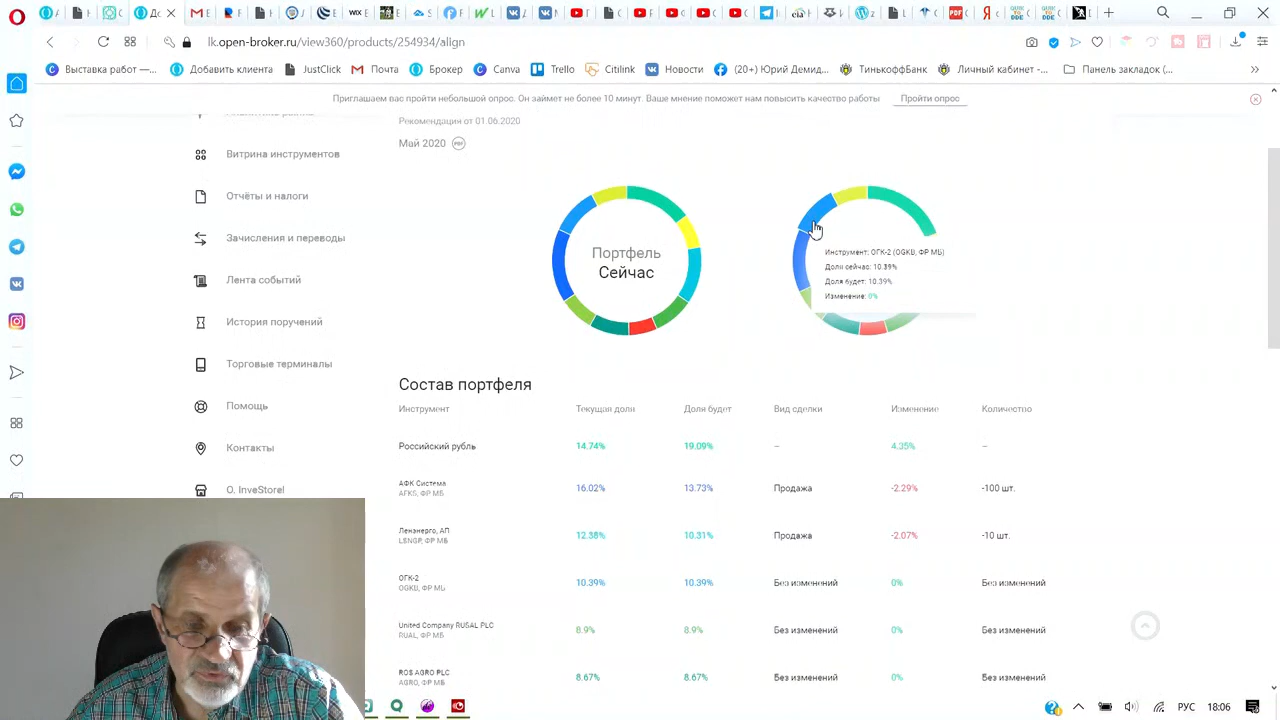 lk.open-broker.ru/view360/products/254934/align
Выставка работ —...
Добавить клиента
JustClick
Почта
Брокер
Canva
Trello
Citilink
Новости
(20+) Юрий Демид...
ТинькоффБанк
Личный кабинет -...
Панель закладок (...
Приглашаем вас пройти небольшой опрос. Он займет не более 10 минут. Ваше мнение поможет нам повысить качество работы
Пройти опрос
Рекомендация от 01.06.2020
Май 2020
PDF
Витрина инструментов
Отчёты и налоги
Зачисления и переводы
Лента событий
История поручений
Торговые терминалы
Помощь
Контакты
О. InveStore!
Портфель
Сейчас
Инструмент: ОГК-2 (OGKB, ФР МБ)
Доля сейчас: 10.39%
Доля будет: 10.39%
Изменение: 0%
Состав портфеля
Инструмент Текущая доля Доля будет Вид сделки Изменение Количество
Российский рубль 14.74% 19.09% – 4.35% –
АФК Система
AFKS, ФР МБ
16.02% 13.73% Продажа -2.29% -100 шт.
Ленэнерго, АП
LSNGP, ФР МБ
12.38% 10.31% Продажа -2.07% -10 шт.
ОГК-2
OGKB, ФР МБ
10.39% 10.39% Без изменений 0% Без изменений
United Company RUSAL PLC
RUAL, ФР МБ
8.9% 8.9% Без изменений 0% Без изменений
ROS AGRO PLC
AGRO, ФР МБ
8.67% 8.67% Без изменений 0% Без изменений
РУС
18:06